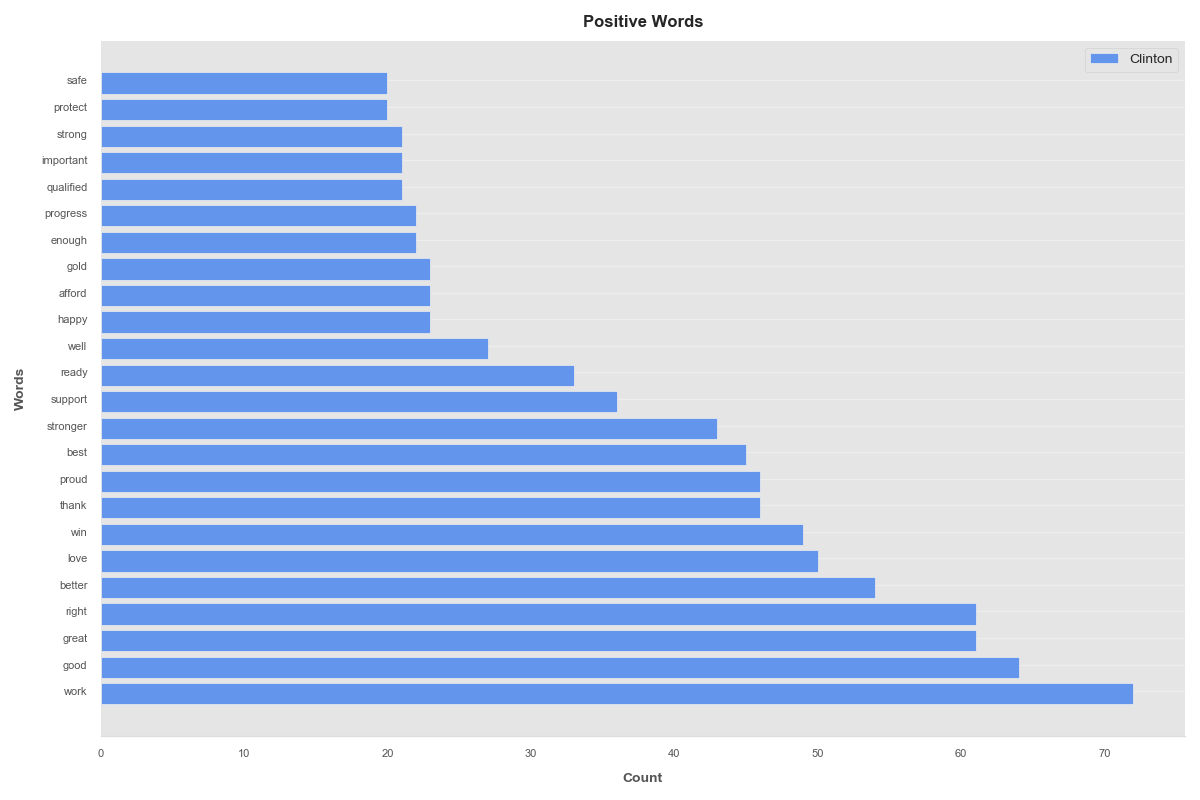 Positive Words
Clinton
Words
safe
protect
strong
important
qualified
progress
enough
gold
afford
happy
well
ready
support
stronger
best
proud
thank
win
love
better
right
great
good
work
0 10 20 30 40 50 60 70
Count